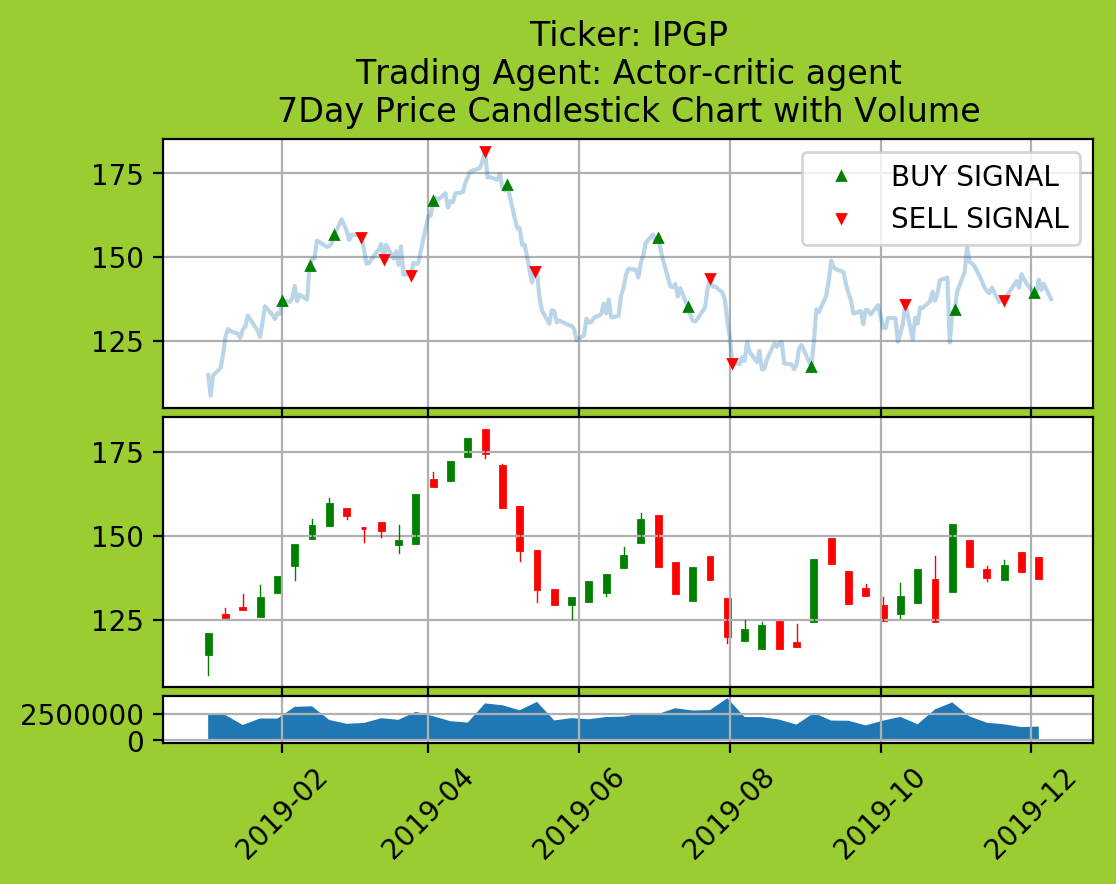 Ticker: IPGP
Trading Agent: Actor-critic agent
7Day Price Candlestick Chart with Volume
175
150
125
BUY SIGNAL
SELL SIGNAL
175
150
125
2500000
0
2019-02
2019-04
2019-06
2019-08
2019-10
2019-12